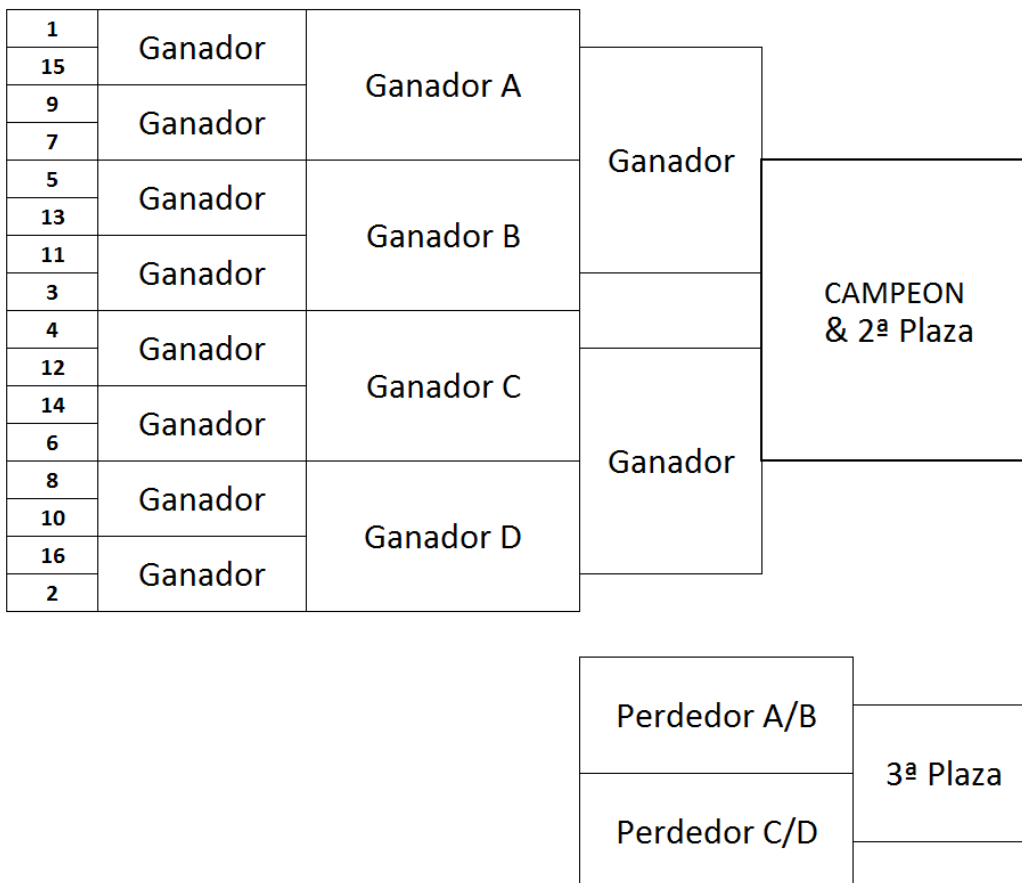 1
15
9
7
5
13
11
3
4
12
14
6
8
10
16
2
Ganador
Ganador
Ganador
Ganador
Ganador
Ganador
Ganador
Ganador
Ganador A
Ganador B
Ganador C
Ganador D
Ganador
Ganador
CAMPEON
& 2ª Plaza
Perdedor A/B
Perdedor C/D
3ª Plaza